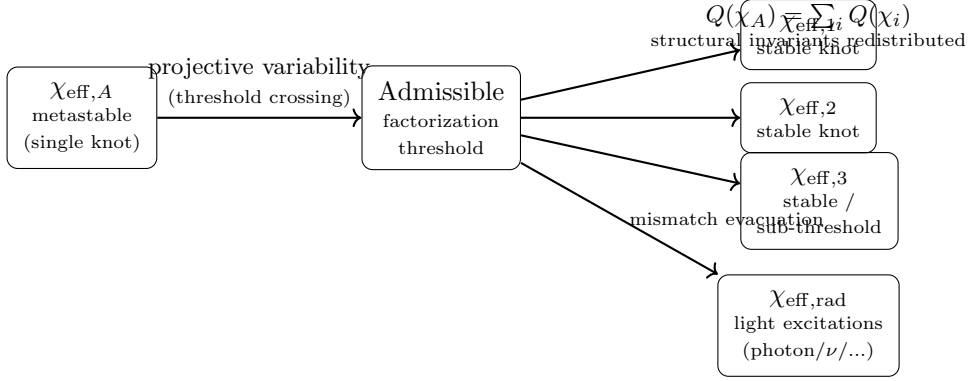 χ_eff,A
metastable
(single knot)
projective variability
(threshold crossing)
Admissible
factorization
threshold
Q(χ_A) = ∑_i Q(χ_i)
structural invariants redistributed
χ_eff,1
stable knot
χ_eff,2
stable knot
χ_eff,3
stable /
sub-threshold
mismatch evacuation
χ_eff,rad
light excitations
(photon/ν/...)